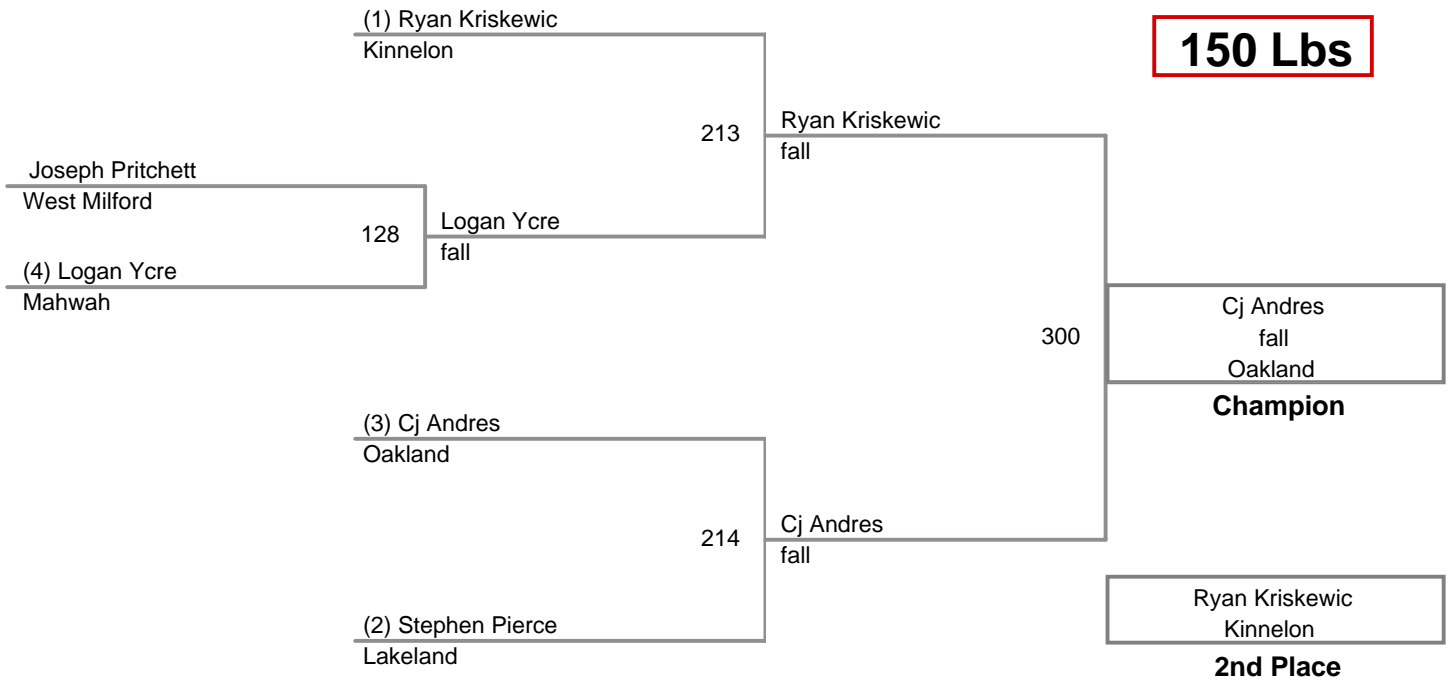 (1) Ryan Kriskewic
Kinnelon
150 Lbs
213
Ryan Kriskewic
fall
Joseph Pritchett
West Milford
128
Logan Ycre
fall
(4) Logan Ycre
Mahwah
300
Cj Andres
fall
Oakland
Champion
(3) Cj Andres
Oakland
214
Cj Andres
fall
(2) Stephen Pierce
Lakeland
Ryan Kriskewic
Kinnelon
2nd Place